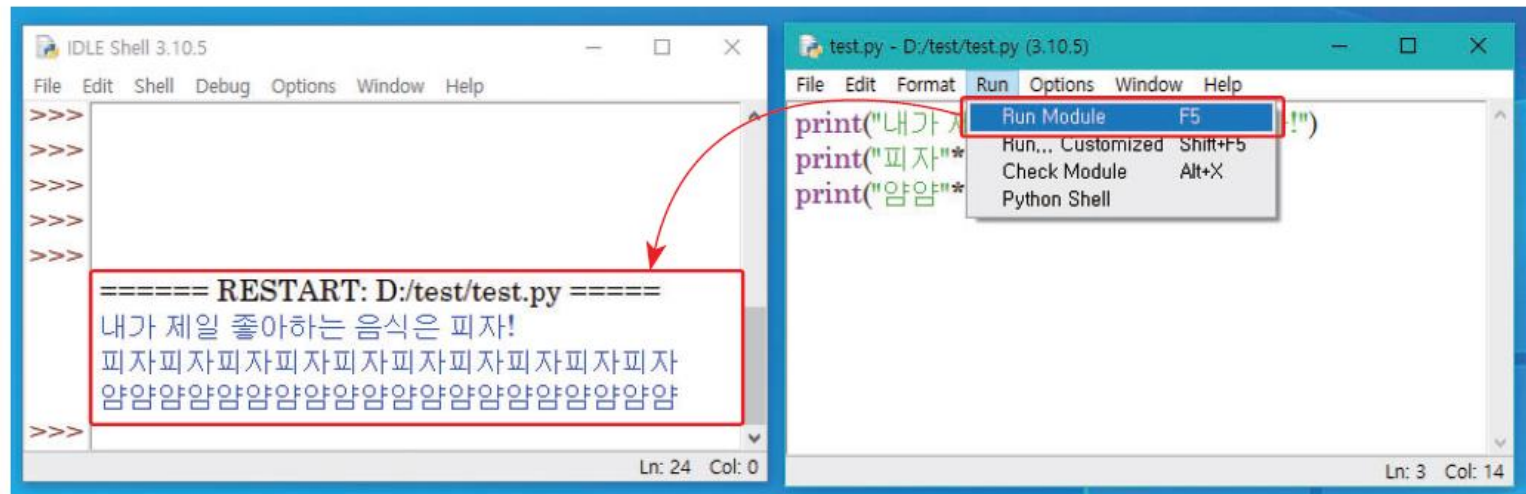 IDLE Shell 3.10.5
File Edit Shell Debug Options Window Help
>>>
>>>
>>>
>>>
>>>
====== RESTART: D:/test/test.py =====
내가 제일 좋아하는 음식은 피자!
피자피자피자피자피자피자피자피자피자피자
얌얌얌얌얌얌얌얌얌얌얌얌얌얌얌얌얌얌얌얌
>>>
Ln: 24 Col: 0
test.py - D:/test/test.py (3.10.5)
File Edit Format Run Options Window Help
print("내가 !")
print("피자"*
print("얌얌"*
Run Module F5
Run... Customized Shift+F5
Check Module Alt+X
Python Shell
Ln: 3 Col: 14